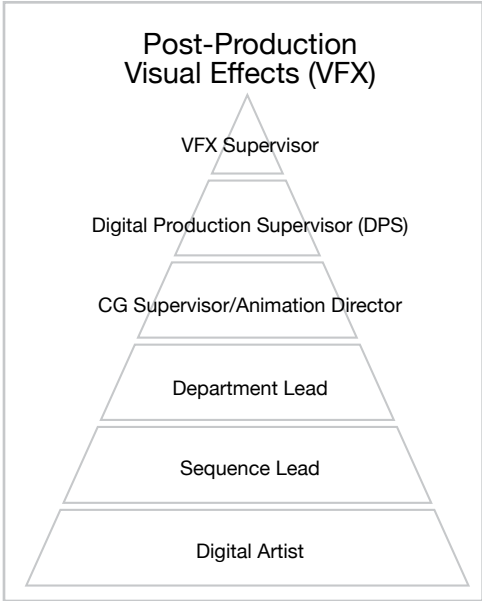 Post-Production
Visual Effects (VFX)
VFX Supervisor
Digital Production Supervisor (DPS)
CG Supervisor/Animation Director
Department Lead
Sequence Lead
Digital Artist